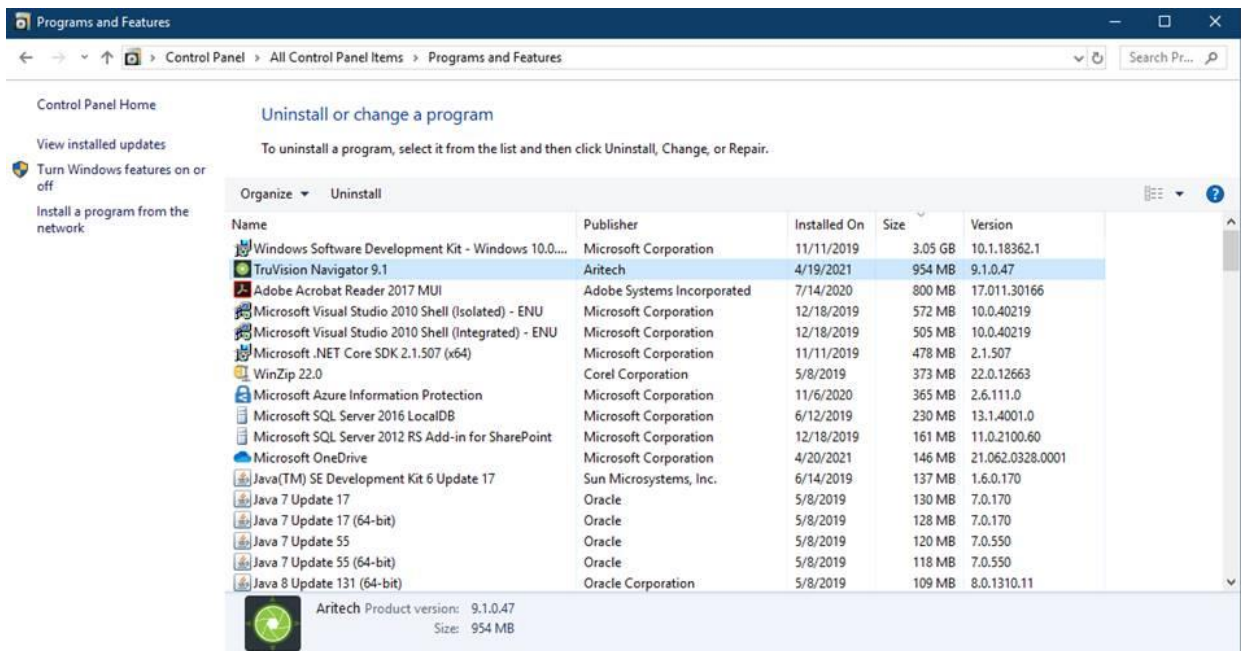 Programs and Features
Control Panel > All Control Panel Items > Programs and Features
Search Pr...
Control Panel Home
View installed updates
Turn Windows features on or
off
Install a program from the
network
Uninstall or change a program
To uninstall a program, select it from the list and then click Uninstall, Change, or Repair.
Organize Uninstall
Name Publisher Installed On Size Version
Windows Software Development Kit - Windows 10.0.... Microsoft Corporation 11/11/2019 3.05 GB 10.1.18362.1
TruVision Navigator 9.1 Aritech 4/19/2021 954 MB 9.1.0.47
Adobe Acrobat Reader 2017 MUI Adobe Systems Incorporated 7/14/2020 800 MB 17.011.30166
Microsoft Visual Studio 2010 Shell (Isolated) - ENU Microsoft Corporation 12/18/2019 572 MB 10.0.40219
Microsoft Visual Studio 2010 Shell (Integrated) - ENU Microsoft Corporation 12/18/2019 505 MB 10.0.40219
Microsoft .NET Core SDK 2.1.507 (x64) Microsoft Corporation 11/11/2019 478 MB 2.1.507
WinZip 22.0 Corel Corporation 5/8/2019 373 MB 22.0.12663
Microsoft Azure Information Protection Microsoft Corporation 11/6/2020 365 MB 2.6.111.0
Microsoft SQL Server 2016 LocalDB Microsoft Corporation 6/12/2019 230 MB 13.1.4001.0
Microsoft SQL Server 2012 RS Add-in for SharePoint Microsoft Corporation 12/18/2019 161 MB 11.0.2100.60
Microsoft OneDrive Microsoft Corporation 4/20/2021 146 MB 21.062.0328.0001
Java(TM) SE Development Kit 6 Update 17 Sun Microsystems, Inc. 6/14/2019 137 MB 1.6.0.170
Java 7 Update 17 Oracle 5/8/2019 130 MB 7.0.170
Java 7 Update 17 (64-bit) Oracle 5/8/2019 128 MB 7.0.170
Java 7 Update 55 Oracle 5/8/2019 120 MB 7.0.550
Java 7 Update 55 (64-bit) Oracle 5/8/2019 118 MB 7.0.550
Java 8 Update 131 (64-bit) Oracle Corporation 5/8/2019 109 MB 8.0.1310.11
Aritech Product version: 9.1.0.47
Size: 954 MB